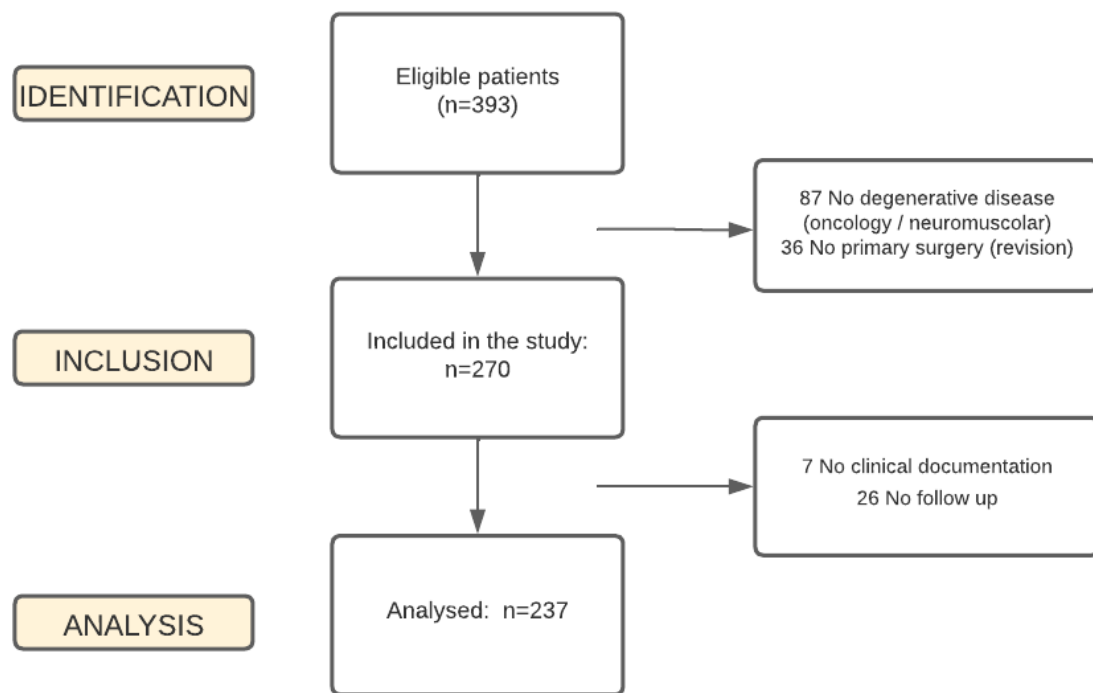 IDENTIFICATION
Eligible patients
(n=393)
87 No degenerative disease
(oncology / neuromuscolar)
36 No primary surgery (revision)
INCLUSION
Included in the study:
n=270
7 No clinical documentation
26 No follow up
ANALYSIS
Analysed: n=237